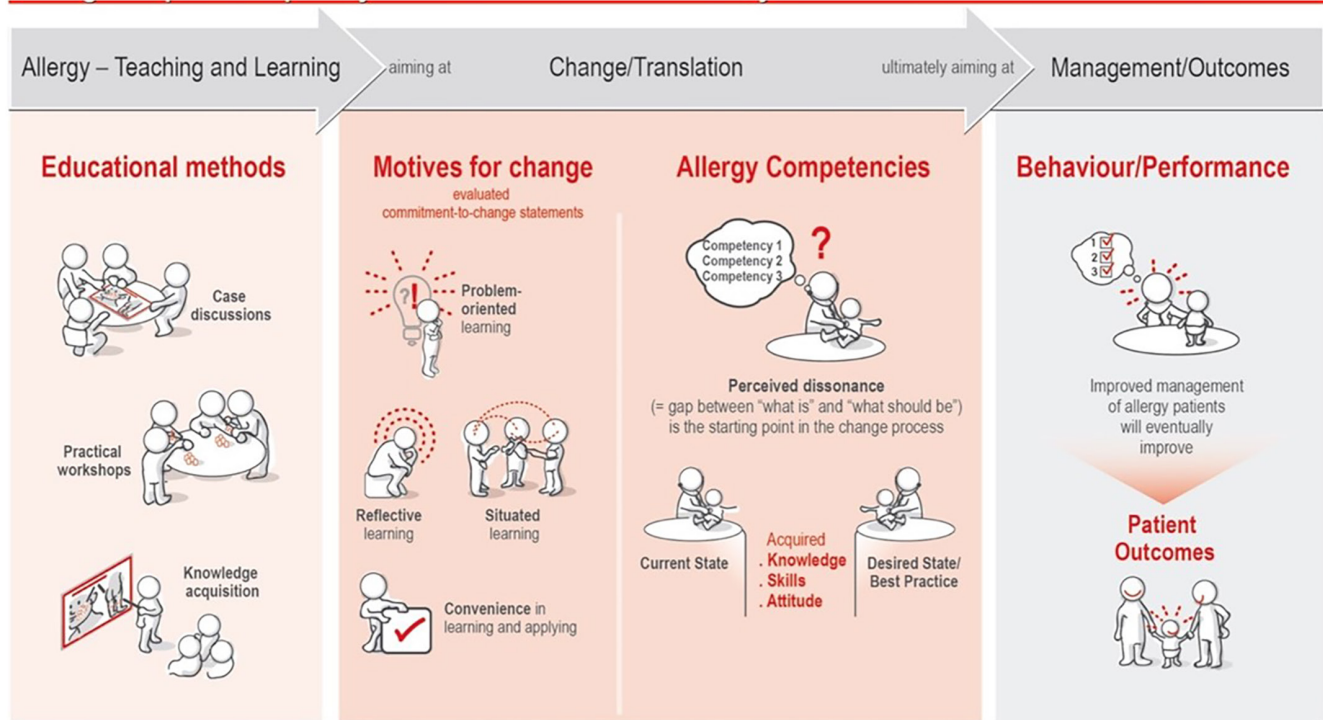 Allergy – Teaching and Learning
aiming at
Change/Translation
ultimately aiming at
Management/Outcomes
Educational methods
Case
discussions
Practical
workshops
Knowledge
acquisition
Motives for change
evaluated
commitment-to-change statements
?!
Problem-
oriented
learning
Reflective
learning
Situated
learning
Convenience in
learning and applying
Allergy Competencies
Competency 1
Competency 2
Competency 3
?
Perceived dissonance
(= gap between “what is” and “what should be”)
is the starting point in the change process
Current State
Acquired
. Knowledge
. Skills
. Attitude
Desired State/
Best Practice
Behaviour/Performance
1
2
3
Improved management
of allergy patients
will eventually
improve
Patient
Outcomes